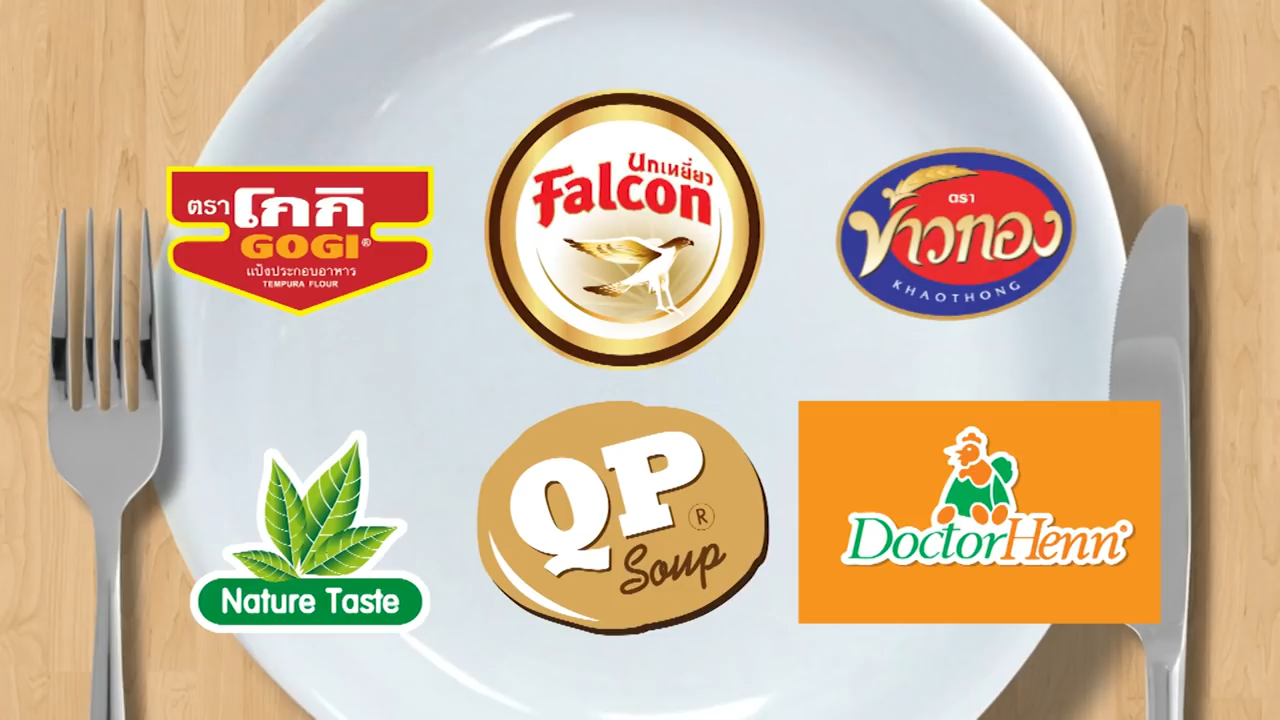 ตรา โกกิ
GOGI®
แป้งประกอบอาหาร
TEMPURA FLOUR
นกเหยี่ยว
Falcon
ตรา
ข้าวทอง
KHAOTHONG
Nature Taste
QP ®
Soup
DoctorHenn